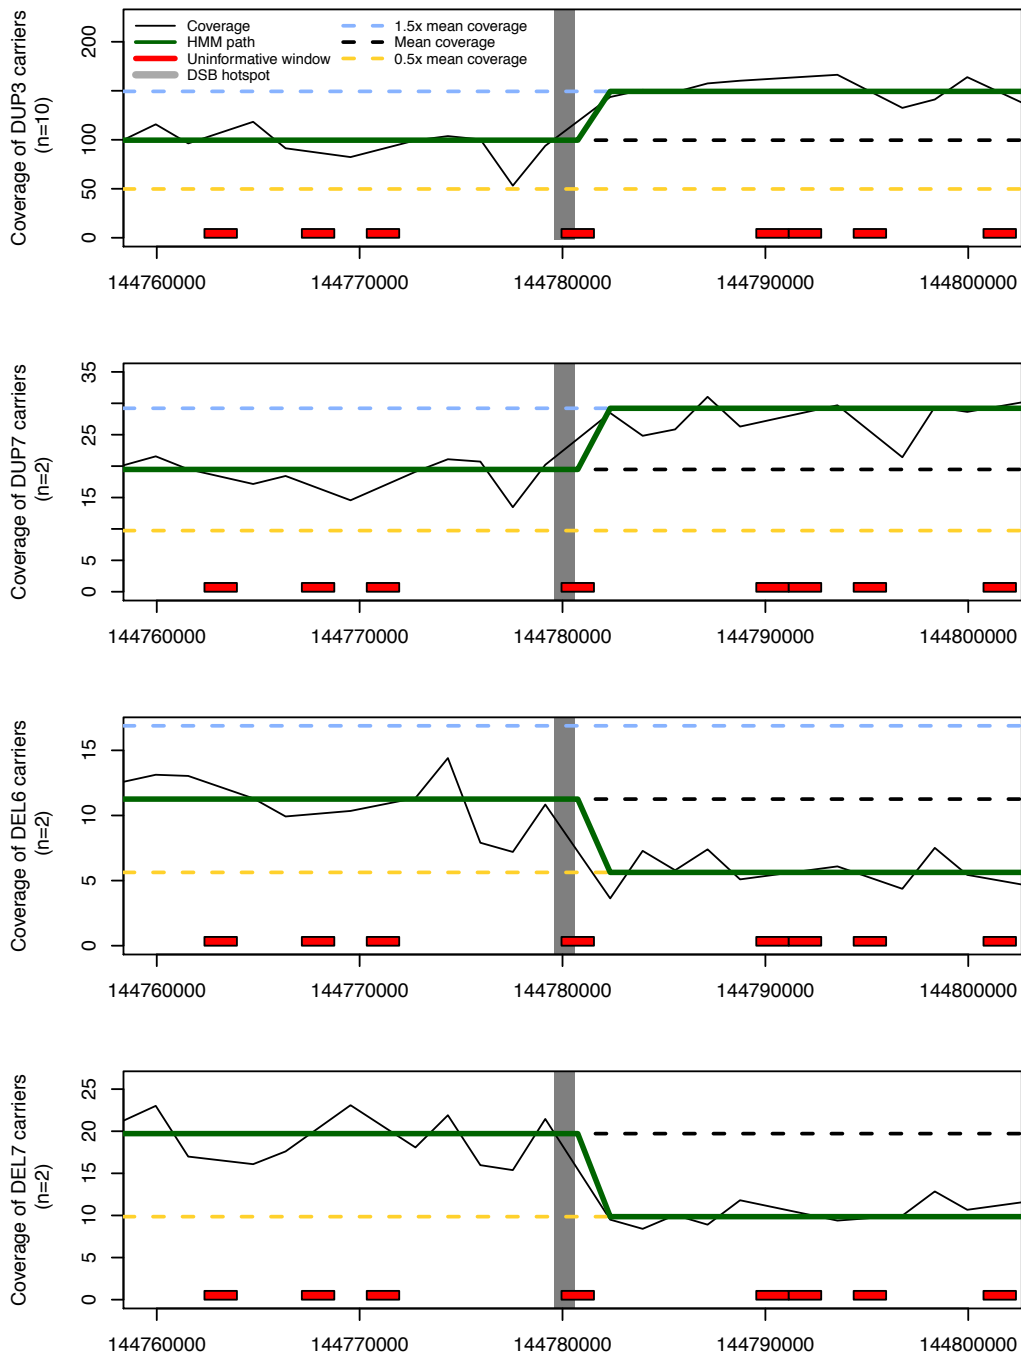 Coverage
HMM path
Uninformative window
DSB hotspot
1.5x mean coverage
Mean coverage
0.5x mean coverage
Coverage of DUP3 carriers
(n=10)
200
100
50
0
144760000 144770000 144780000 144790000 144800000
Coverage of DUP7 carriers
(n=2)
35
25
15
5
0
144760000 144770000 144780000 144790000 144800000
Coverage of DEL6 carriers
(n=2)
15
10
5
0
144760000 144770000 144780000 144790000 144800000
Coverage of DEL7 carriers
(n=2)
25
20
15
10
5
0
144760000 144770000 144780000 144790000 144800000